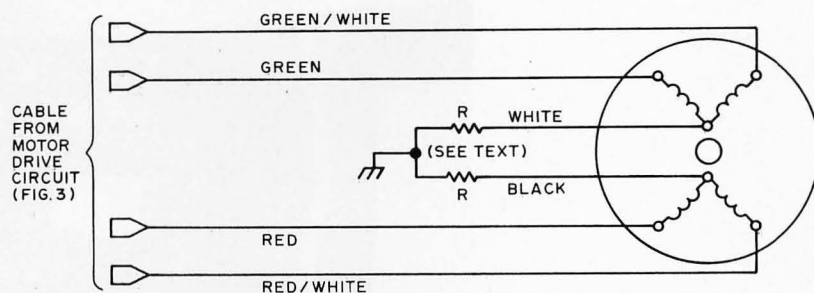 GREEN/WHITE
GREEN
CABLE
FROM
MOTOR
DRIVE
CIRCUIT
(FIG.3)
R
WHITE
(SEE TEXT)
R
BLACK
RED
RED/WHITE